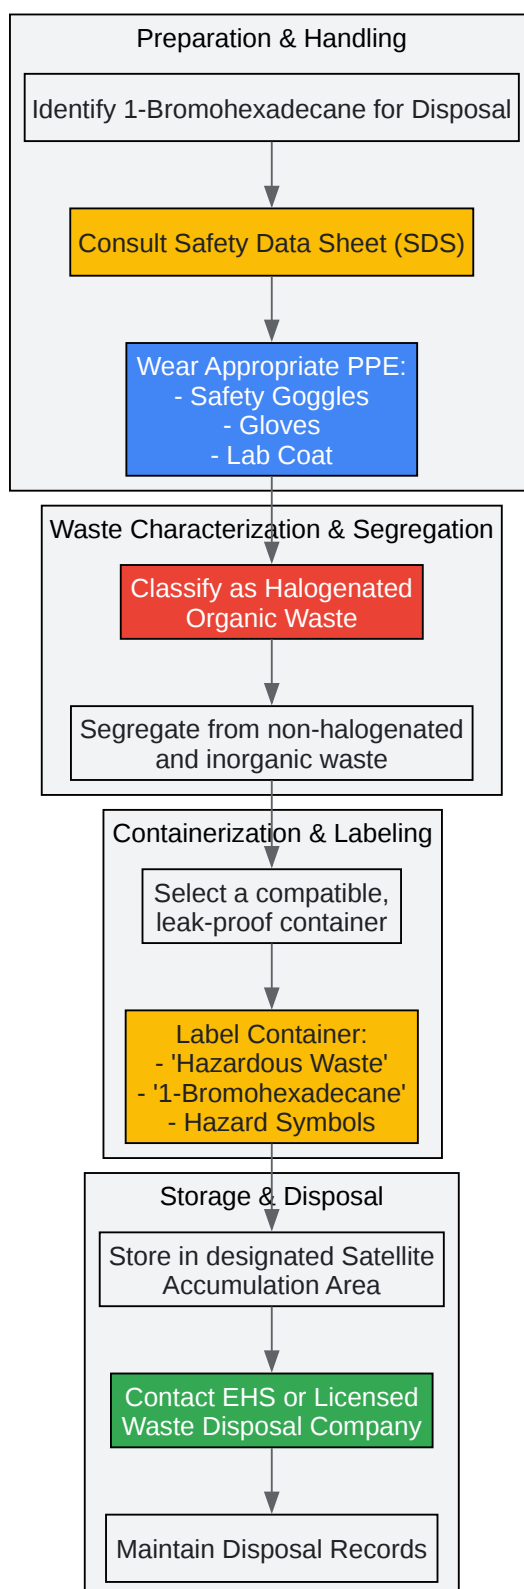 Preparation & Handling
Identify 1-Bromohexadecane for Disposal
Consult Safety Data Sheet (SDS)
Wear Appropriate PPE:
- Safety Goggles
- Gloves
- Lab Coat
Waste Characterization & Segregation
Classify as Halogenated
Organic Waste
Segregate from non-halogenated
and inorganic waste
Containerization & Labeling
Select a compatible,
leak-proof container
Label Container:
- 'Hazardous Waste'
- '1-Bromohexadecane'
- Hazard Symbols
Storage & Disposal
Store in designated Satellite
Accumulation Area
Contact EHS or Licensed
Waste Disposal Company
Maintain Disposal Records